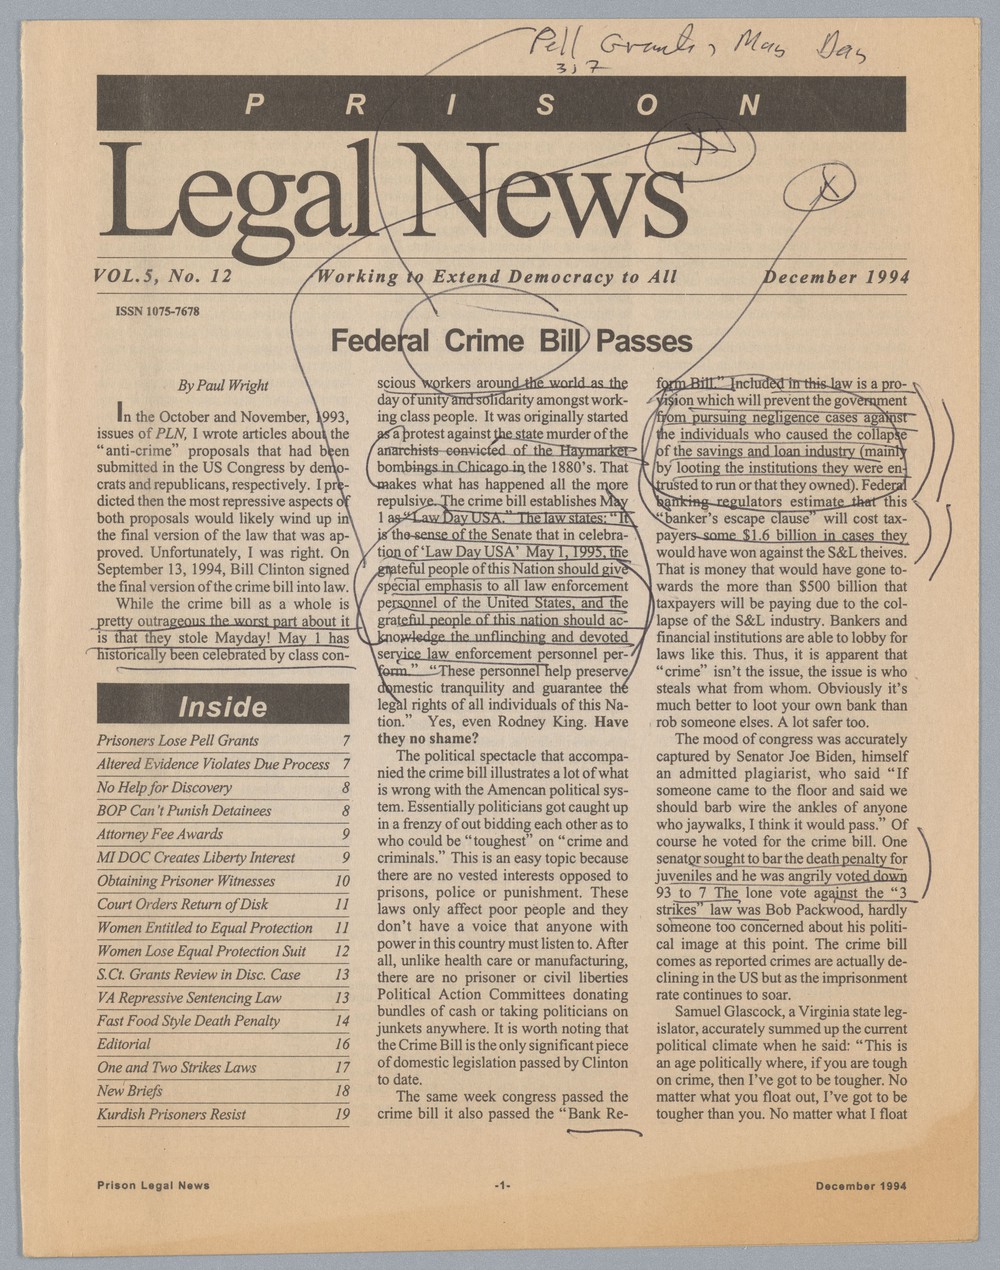 Pell Grants, May Day
3, 7
PRISON
Legal News
VOL.5, No. 12
Working to Extend Democracy to All
December 1994
ISSN 1075-7678
Federal Crime Bill Passes
By Paul Wright
In the October and November, 1993,
issues of PLN, I wrote articles about the
“anti-crime” proposals that had been
submitted in the US Congress by demo-
crats and republicans, respectively. I pre-
dicted then the most repressive aspects of
both proposals would likely wind up in
the final version of the law that was ap-
proved. Unfortunately, I was right. On
September 13, 1994, Bill Clinton signed
the final version of the crime bill into law.
While the crime bill as a whole is
pretty outrageous the worst part about it
is that they stole Mayday! May 1 has
historically been celebrated by class con-
Inside
Prisoners Lose Pell Grants 7
Altered Evidence Violates Due Process 7
No Help for Discovery 8
BOP Can't Punish Detainees 8
Attorney Fee Awards 9
MI DOC Creates Liberty Interest 9
Obtaining Prisoner Witnesses 10
Court Orders Return of Disk 11
Women Entitled to Equal Protection 11
Women Lose Equal Protection Suit 12
S.Ct. Grants Review in Disc. Case 13
VA Repressive Sentencing Law 13
Fast Food Style Death Penalty 14
Editorial 16
One and Two Strikes Laws 17
New Briefs 18
Kurdish Prisoners Resist 19
scious workers around the world as the
day of unity and solidarity amongst work-
ing class people. It was originally started
as a protest against the state murder of the
anarchists convicted of the Haymarket
bombings in Chicago in the 1880's. That
makes what has happened all the more
repulsive. The crime bill establishes May
1 as “Law Day USA.” The law states: “It
is the sense of the Senate that in celebra-
tion of ‘Law Day USA’ May 1, 1995, the
grateful people of this Nation should give
special emphasis to all law enforcement
personnel of the United States, and the
grateful people of this nation should ac-
knowledge the unflinching and devoted
service law enforcement personnel per-
form.” “These personnel help preserve
domestic tranquility and guarantee the
legal rights of all individuals of this Na-
tion.” Yes, even Rodney King. Have
they no shame?
The political spectacle that accompa-
nied the crime bill illustrates a lot of what
is wrong with the Amencan political sys-
tem. Essentially politicians got caught up
in a frenzy of out bidding each other as to
who could be “toughest” on “crime and
criminals.” This is an easy topic because
there are no vested interests opposed to
prisons, police or punishment. These
laws only affect poor people and they
don't have a voice that anyone with
power in this country must listen to. After
all, unlike health care or manufacturing,
there are no prisoner or civil liberties
Political Action Committees donating
bundles of cash or taking politicians on
junkets anywhere. It is worth noting that
the Crime Bill is the only significant piece
of domestic legislation passed by Clinton
to date.
The same week congress passed the
crime bill it also passed the “Bank Re-
form Bill.” Included in this law is a pro-
vision which will prevent the government
from pursuing negligence cases against
the individuals who caused the collapse
of the savings and loan industry (mainly
by looting the institutions they were en-
trusted to run or that they owned). Federal
banking regulators estimate that this
“banker's escape clause” will cost tax-
payers some $1.6 billion in cases they
would have won against the S&L theives.
That is money that would have gone to-
wards the more than $500 billion that
taxpayers will be paying due to the col-
lapse of the S&L industry. Bankers and
financial institutions are able to lobby for
laws like this. Thus, it is apparent that
“crime” isn't the issue, the issue is who
steals what from whom. Obviously it's
much better to loot your own bank than
rob someone elses. A lot safer too.
The mood of congress was accurately
captured by Senator Joe Biden, himself
an admitted plagiarist, who said “If
someone came to the floor and said we
should barb wire the ankles of anyone
who jaywalks, I think it would pass.” Of
course he voted for the crime bill. One
senator sought to bar the death penalty for
juveniles and he was angrily voted down
93 to 7 The lone vote against the “3
strikes” law was Bob Packwood, hardly
someone too concerned about his politi-
cal image at this point. The crime bill
comes as reported crimes are actually de-
clining in the US but as the imprisonment
rate continues to soar.
Samuel Glascock, a Virginia state leg-
islator, accurately summed up the current
political climate when he said: “This is
an age politically where, if you are tough
on crime, then I've got to be tougher. No
matter what you float out, I've got to be
tougher than you. No matter what I float
Prison Legal News
-1-
December 1994